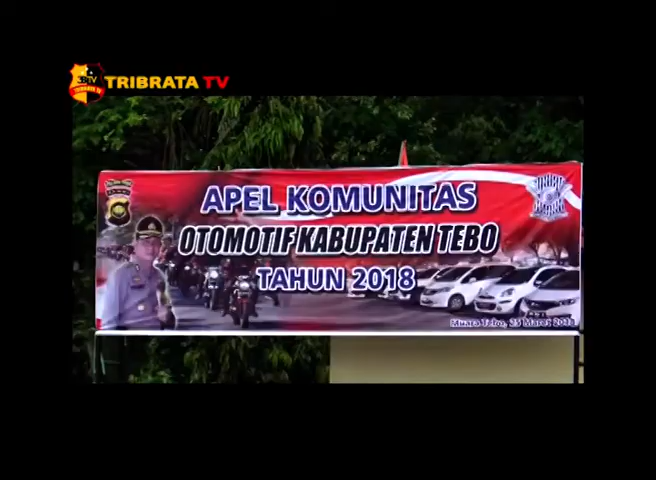 TRIBRATA TV
APEL KOMUNITAS
OTOMOTIF KABUPATEN TEBO
TAHUN 2018
Muara Tebo, 25 Maret 2018